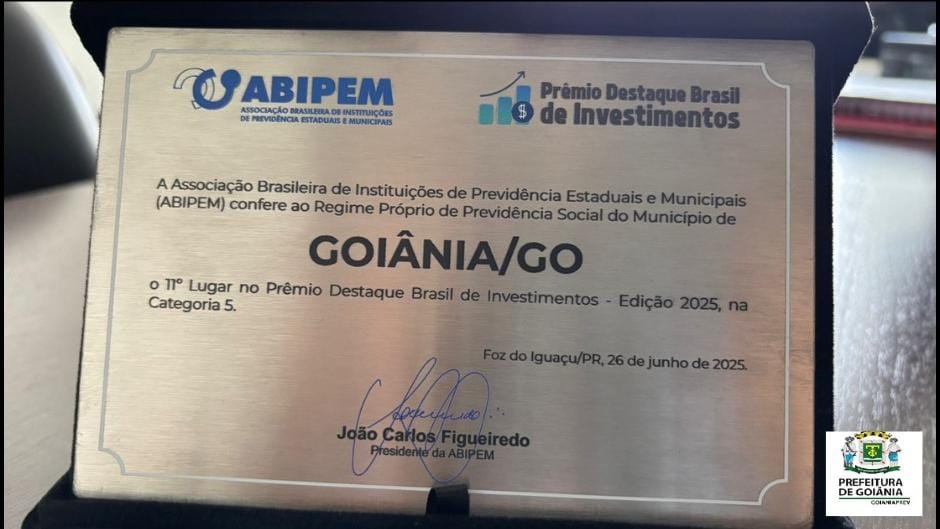 ABIPEM
ASSOCIAÇÃO BRASILEIRA DE INSTITUIÇÕES
DE PREVIDÊNCIA ESTADUAIS E MUNICIPAIS
Prêmio Destaque Brasil
de Investimentos
A Associação Brasileira de Instituições de Previdência Estaduais e Municipais
(ABIPEM) confere ao Regime Próprio de Previdência Social do Município de
GOIÂNIA/GO
o 11º Lugar no Prêmio Destaque Brasil de Investimentos - Edição 2025, na
Categoria 5.
Foz do Iguaçu/PR, 26 de junho de 2025.
João Carlos Figueiredo
Presidente da ABIPEM
PREFEITURA
DE GOIÂNIA
GOIANIAPREV